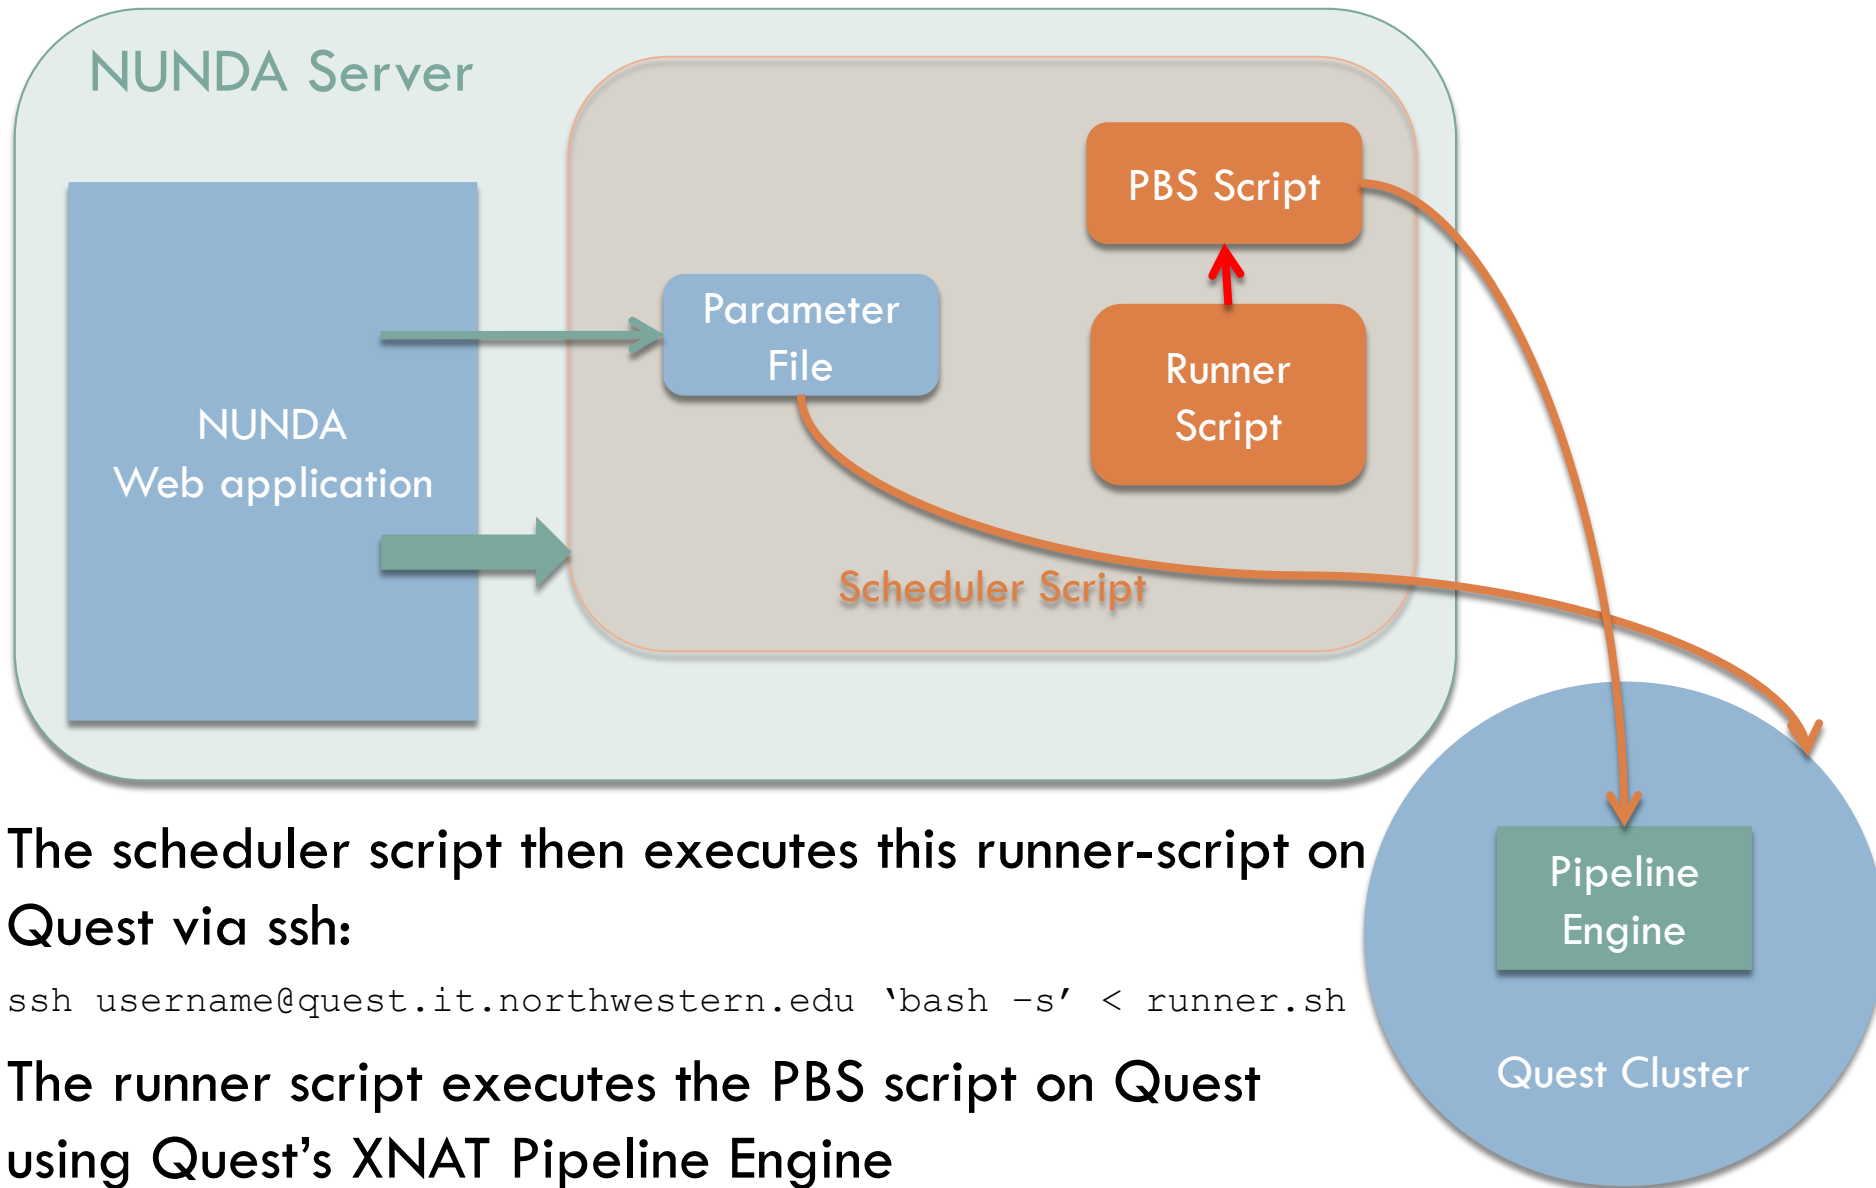 NUNDA Server
PBS Script
Parameter
File
Runner
Script
NUNDA
Web application
Scheduler Script
The scheduler script then executes this runner-script on
Quest via ssh:
ssh username@quest.it.northwestern.edu ‘bash –s’ < runner.sh
The runner script executes the PBS script on Quest
using Quest’s XNAT Pipeline Engine
Pipeline
Engine
Quest Cluster